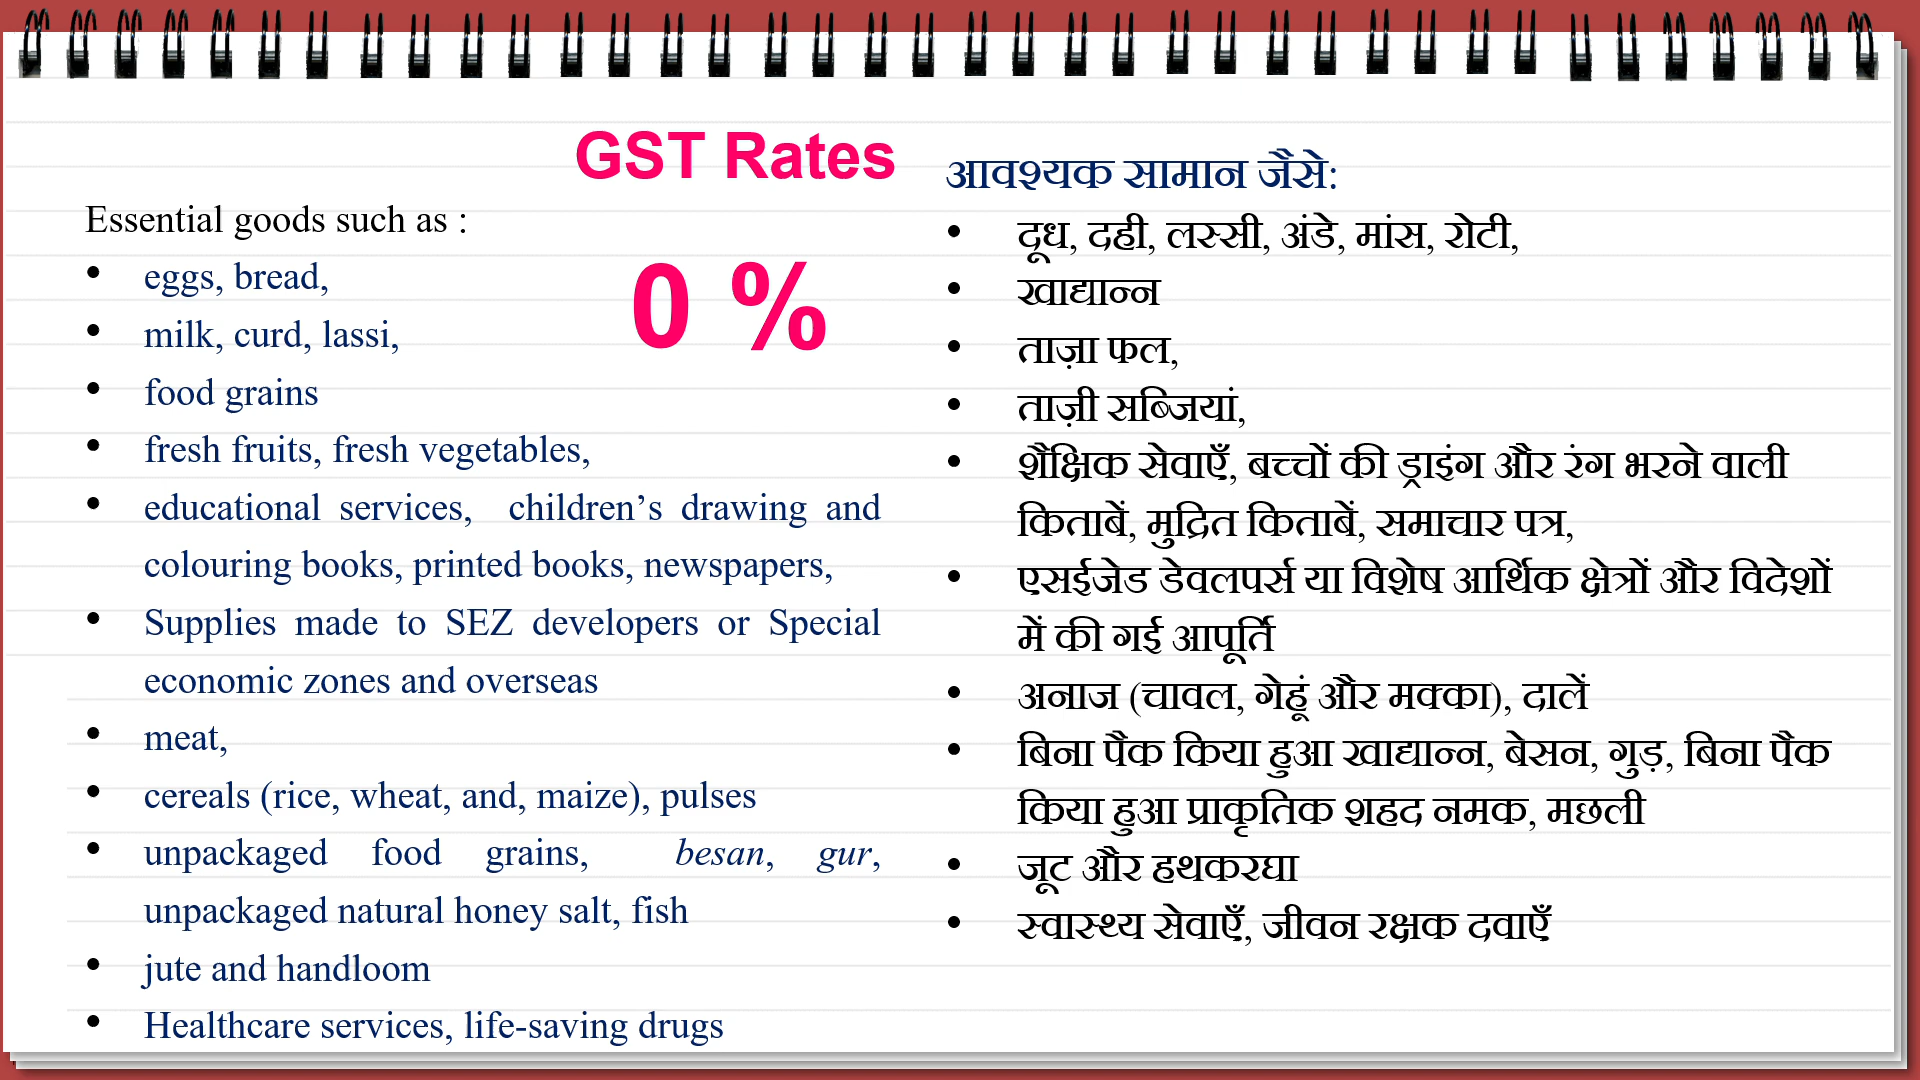 GST Rates
Essential goods such as :
0 %
• eggs, bread,
• milk, curd, lassi,
• food grains
• fresh fruits, fresh vegetables,
• educational services, children’s drawing and
colouring books, printed books, newspapers,
• Supplies made to SEZ developers or Special
economic zones and overseas
• meat,
• cereals (rice, wheat, and, maize), pulses
• unpackaged food grains, besan, gur,
unpackaged natural honey salt, fish
• jute and handloom
• Healthcare services, life-saving drugs
आवश्यक सामान जैसे:
• दूध, दही, लस्सी, अंडे, मांस, रोटी,
• खाद्यान्न
• ताज़ा फल,
• ताज़ी सब्जियां,
• शैक्षिक सेवाएँ, बच्चों की ड्राइंग और रंग भरने वाली
किताबें, मुद्रित किताबें, समाचार पत्र,
• एसईजेड डेवलपर्स या विशेष आर्थिक क्षेत्रों और विदेशों
में की गई आपूर्ति
• अनाज (चावल, गेहूं और मक्का), दालें
• बिना पैक किया हुआ खाद्यान्न, बेसन, गुड़, बिना पैक
किया हुआ प्राकृतिक शहद नमक, मछली
• जूट और हथकरघा
• स्वास्थ्य सेवाएँ, जीवन रक्षक दवाएँ